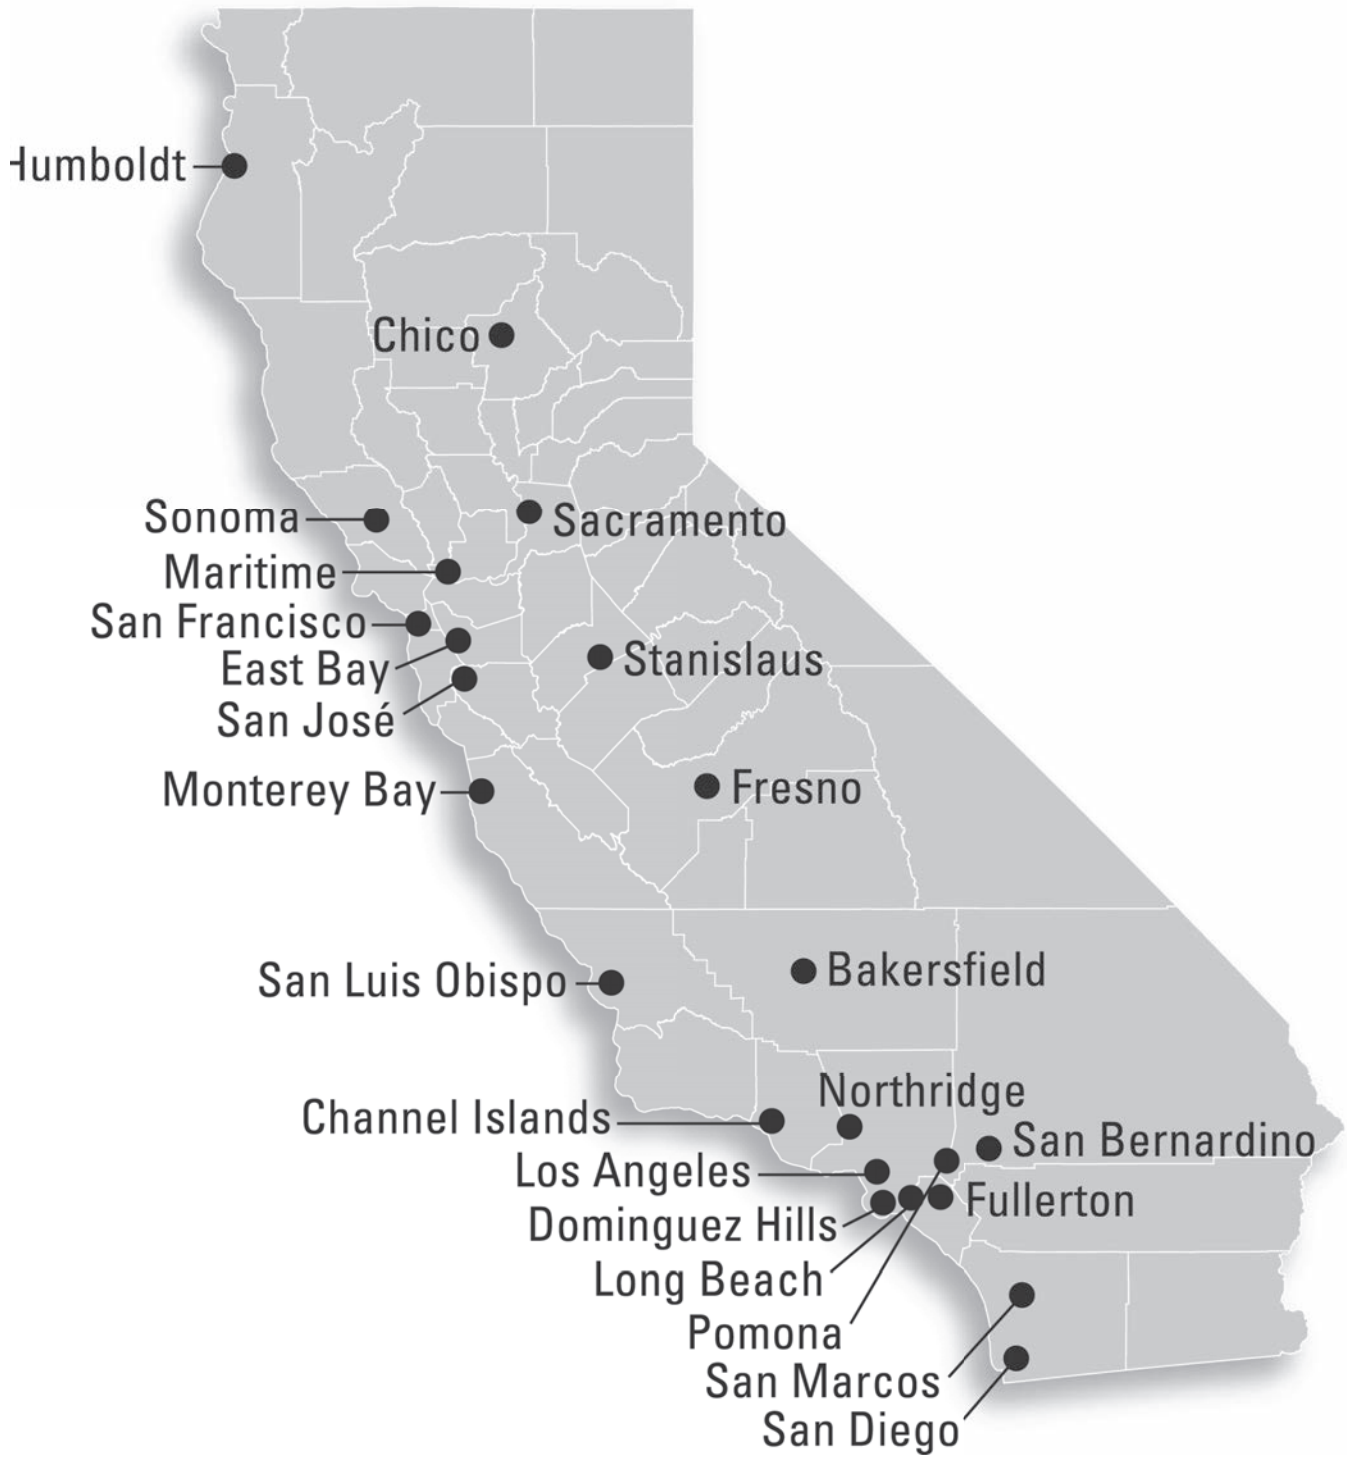 Humboldt
Chico
Sonoma
Sacramento
Maritime
San Francisco
East Bay
Stanislaus
San José
Monterey Bay
Fresno
San Luis Obispo
Bakersfield
Northridge
Channel Islands
San Bernardino
Los Angeles
Fullerton
Dominguez Hills
Long Beach
Pomona
San Marcos
San Diego